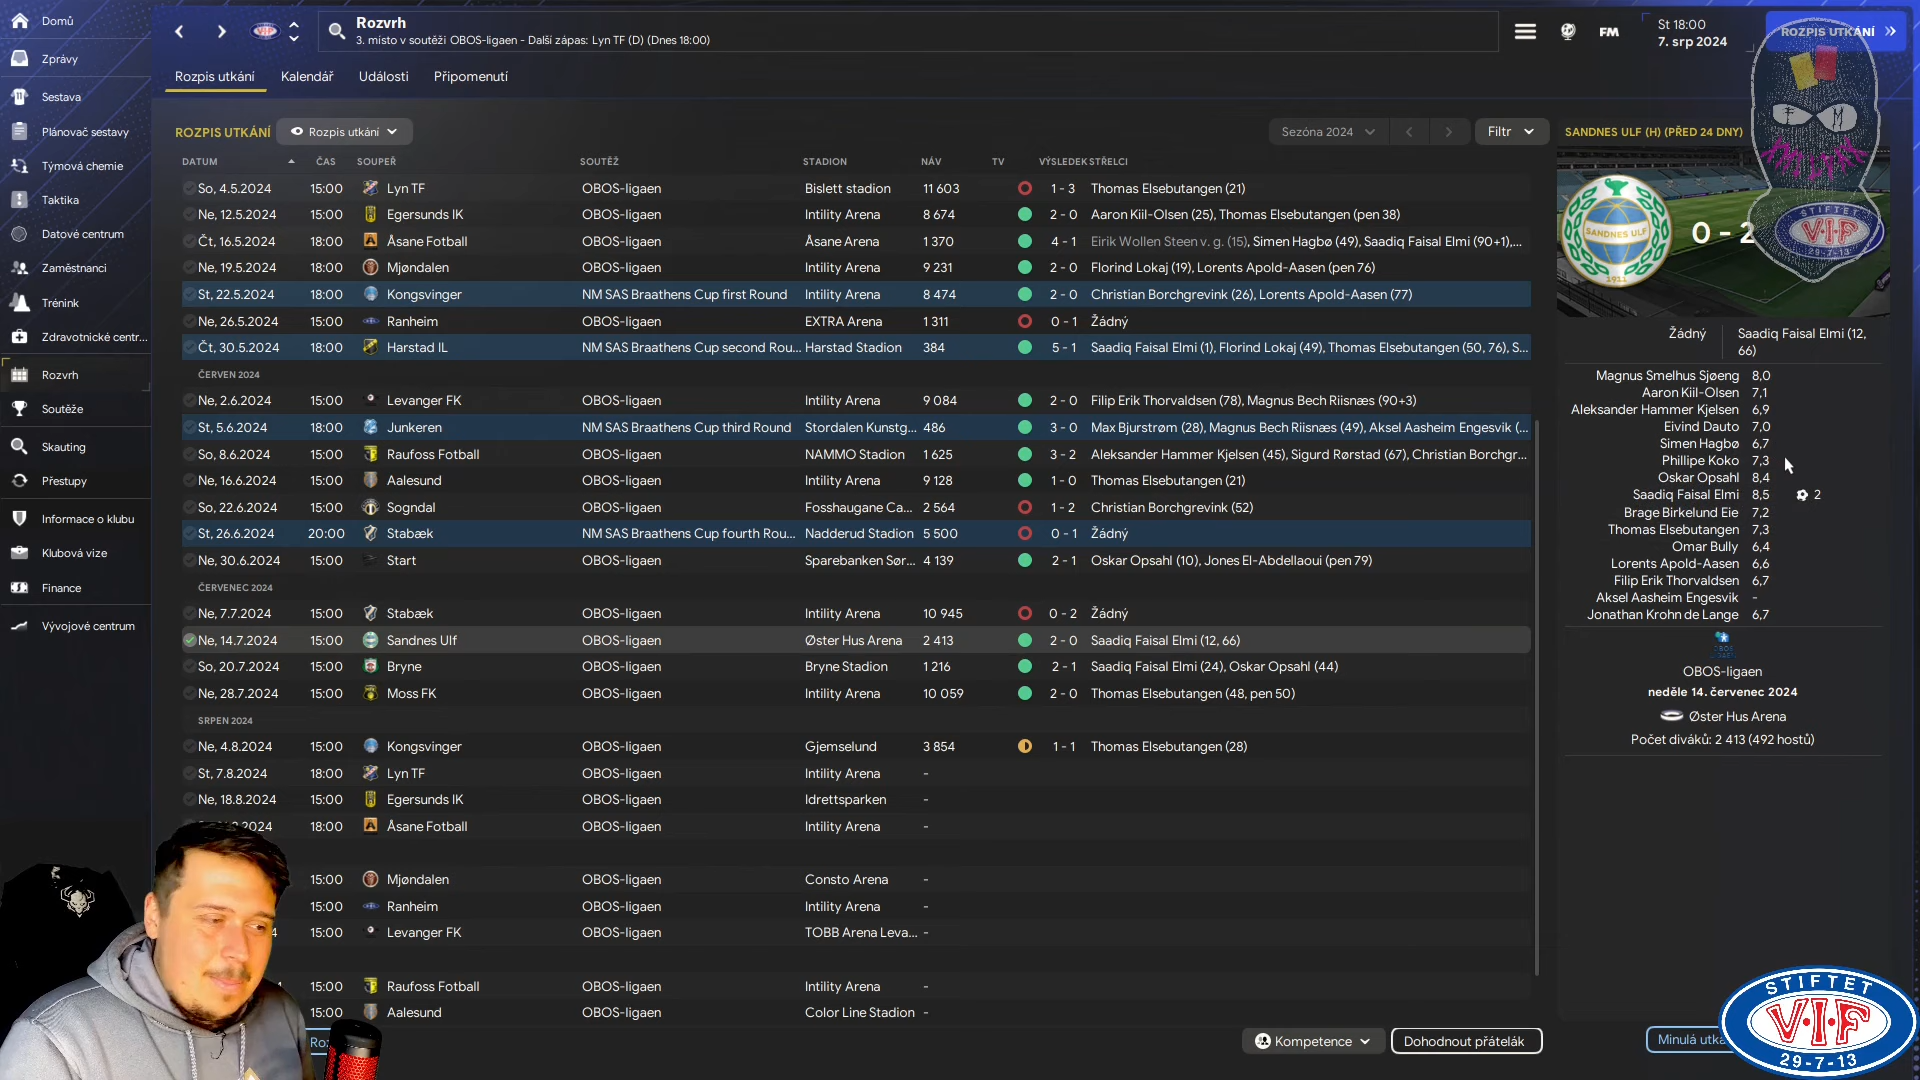 Domů
Zprávy
Sestava
Plánovač sestavy
Týmová chemie
Taktika
Datové centrum
Zaměstnanci
Trénink
Zdravotnické centr...
Rozvrh
Soutěže
Skauting
Přestupy
Informace o klubu
Klubová vize
Finance
Vývojové centrum
Rozvrh
3. místo v soutěži OBOS-ligaen - Další zápas: Lyn TF (D) (Dnes 18:00)
FM
St 18:00
7. srp 2024
ROZPIS UTKÁNÍ
Rozpis utkání Kalendář Události Připomenutí
ROZPIS UTKÁNÍ Rozpis utkání Sezóna 2024 Filtr
DATUM ČAS SOUPEŘ SOUTĚŽ STADION NÁV TV VÝSLEDEK STŘELCI
So, 4.5.2024 15:00 Lyn TF OBOS-ligaen Bislett stadion 11 603 1 - 3 Thomas Elsebutangen (21)
Ne, 12.5.2024 15:00 Egersunds IK OBOS-ligaen Intility Arena 8 674 2 - 0 Aaron Kiil-Olsen (25), Thomas Elsebutangen (pen 38)
Čt, 16.5.2024 18:00 Åsane Fotball OBOS-ligaen Åsane Arena 1 370 4 - 1 Eirik Wollen Steen v. g. (15), Simen Hagbø (49), Saadiq Faisal Elmi (90+1),...
Ne, 19.5.2024 18:00 Mjøndalen OBOS-ligaen Intility Arena 9 231 2 - 0 Florind Lokaj (19), Lorents Apold-Aasen (pen 76)
St, 22.5.2024 18:00 Kongsvinger NM SAS Braathens Cup first Round Intility Arena 8 474 2 - 0 Christian Borchgrevink (26), Lorents Apold-Aasen (77)
Ne, 26.5.2024 15:00 Ranheim OBOS-ligaen EXTRA Arena 1 311 0 - 1 Žádný
Čt, 30.5.2024 18:00 Harstad IL NM SAS Braathens Cup second Rou... Harstad Stadion 384 5 - 1 Saadiq Faisal Elmi (1), Florind Lokaj (49), Thomas Elsebutangen (50, 76), S...
ČERVEN 2024
Ne, 2.6.2024 15:00 Levanger FK OBOS-ligaen Intility Arena 9 084 2 - 0 Filip Erik Thorvaldsen (78), Magnus Bech Riisnæs (90+3)
St, 5.6.2024 18:00 Junkeren NM SAS Braathens Cup third Round Stordalen Kunstg... 486 3 - 0 Max Bjurstrøm (28), Magnus Bech Riisnæs (49), Aksel Aasheim Engesvik (...
So, 8.6.2024 15:00 Raufoss Fotball OBOS-ligaen NAMMO Stadion 1 625 3 - 2 Aleksander Hammer Kjelsen (45), Sigurd Rørstad (67), Christian Borchgr...
Ne, 16.6.2024 15:00 Aalesund OBOS-ligaen Intility Arena 9 128 1 - 0 Thomas Elsebutangen (21)
So, 22.6.2024 15:00 Sogndal OBOS-ligaen Fosshaugane Ca... 2 564 1 - 2 Christian Borchgrevink (52)
St, 26.6.2024 20:00 Stabæk NM SAS Braathens Cup fourth Rou... Nadderud Stadion 5 500 0 - 1 Žádný
Ne, 30.6.2024 15:00 Start OBOS-ligaen Sparebanken Sør... 4 139 2 - 1 Oskar Opsahl (10), Jones El-Abdellaoui (pen 79)
ČERVENEC 2024
Ne, 7.7.2024 15:00 Stabæk OBOS-ligaen Intility Arena 10 945 0 - 2 Žádný
Ne, 14.7.2024 15:00 Sandnes Ulf OBOS-ligaen Øster Hus Arena 2 413 2 - 0 Saadiq Faisal Elmi (12, 66)
So, 20.7.2024 15:00 Bryne OBOS-ligaen Bryne Stadion 1 216 2 - 1 Saadiq Faisal Elmi (24), Oskar Opsahl (44)
Ne, 28.7.2024 15:00 Moss FK OBOS-ligaen Intility Arena 10 059 2 - 0 Thomas Elsebutangen (48, pen 50)
SRPEN 2024
Ne, 4.8.2024 15:00 Kongsvinger OBOS-ligaen Gjemselund 3 854 1 - 1 Thomas Elsebutangen (28)
St, 7.8.2024 18:00 Lyn TF OBOS-ligaen Intility Arena -
Ne, 18.8.2024 15:00 Egersunds IK OBOS-ligaen Idrettsparken -
2024 18:00 Åsane Fotball OBOS-ligaen Intility Arena -
15:00 Mjøndalen OBOS-ligaen Consto Arena -
15:00 Ranheim OBOS-ligaen Intility Arena -
4 15:00 Levanger FK OBOS-ligaen TOBB Arena Leva... -
15:00 Raufoss Fotball OBOS-ligaen Intility Arena -
15:00 Aalesund OBOS-ligaen Color Line Stadion -
Kompetence Dohodnout přátelák
SANDNES ULF (H) (PŘED 24 DNY)
SANDNES ULF
1911
0 - 2
STIFTET
VIF
29-7-13
Žádný Saadiq Faisal Elmi (12, 66)
Magnus Smelhus Sjøeng 8,0
Aaron Kiil-Olsen 7,1
Aleksander Hammer Kjelsen 6,9
Eivind Dauto 7,0
Simen Hagbø 6,7
Phillipe Koko 7,3
Oskar Opsahl 8,4
Saadiq Faisal Elmi 8,5 2
Brage Birkelund Eie 7,2
Thomas Elsebutangen 7,3
Omar Bully 6,4
Lorents Apold-Aasen 6,6
Filip Erik Thorvaldsen 6,7
Aksel Aasheim Engesvik -
Jonathan Krohn de Lange 6,7
OBOS-ligaen
neděle 14. červenec 2024
Øster Hus Arena
Počet diváků: 2 413 (492 hostů)
Minulá utka
STIFTET
V·I·F
29-7-13